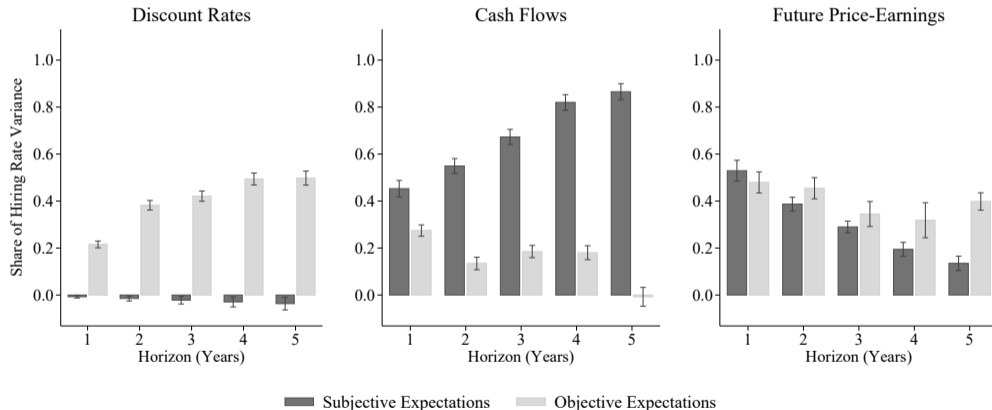 Discount Rates
Cash Flows
Future Price-Earnings
Share of Hiring Rate Variance
1.0
0.8
0.6
0.4
0.2
0.0
1 2 3 4 5
Horizon (Years)
1.0
0.8
0.6
0.4
0.2
0.0
1 2 3 4 5
Horizon (Years)
1.0
0.8
0.6
0.4
0.2
0.0
1 2 3 4 5
Horizon (Years)
Subjective Expectations
Objective Expectations